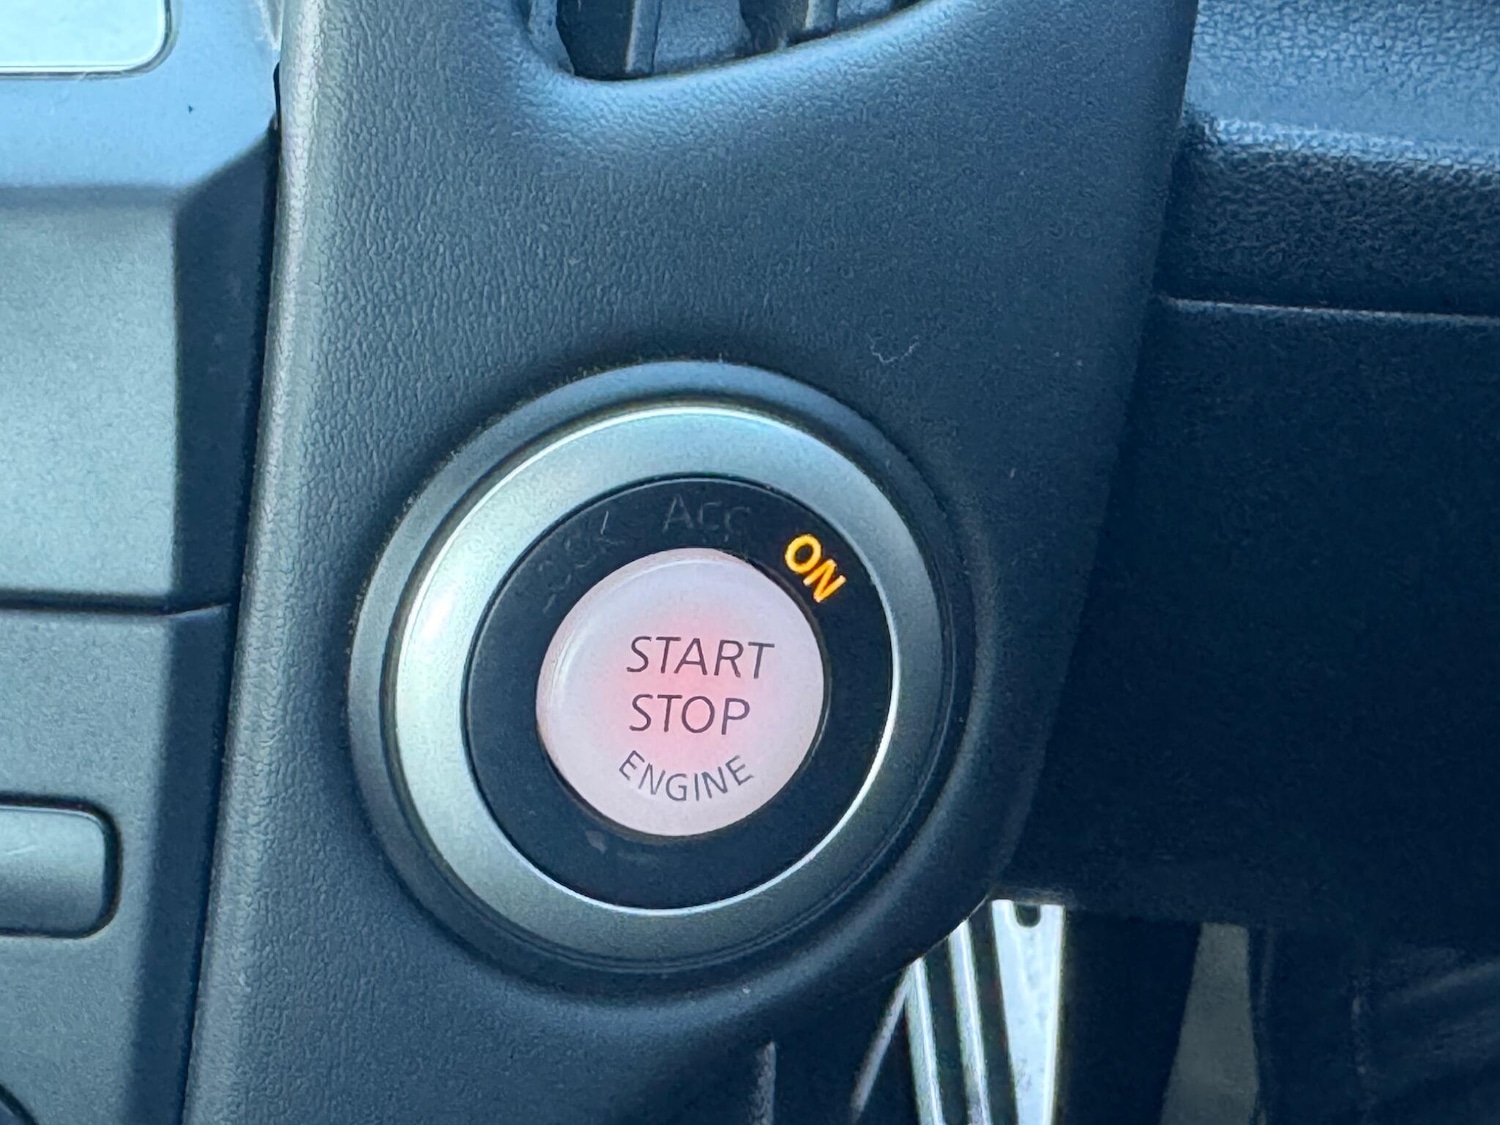 ACC
ON
START
STOP
ENGINE